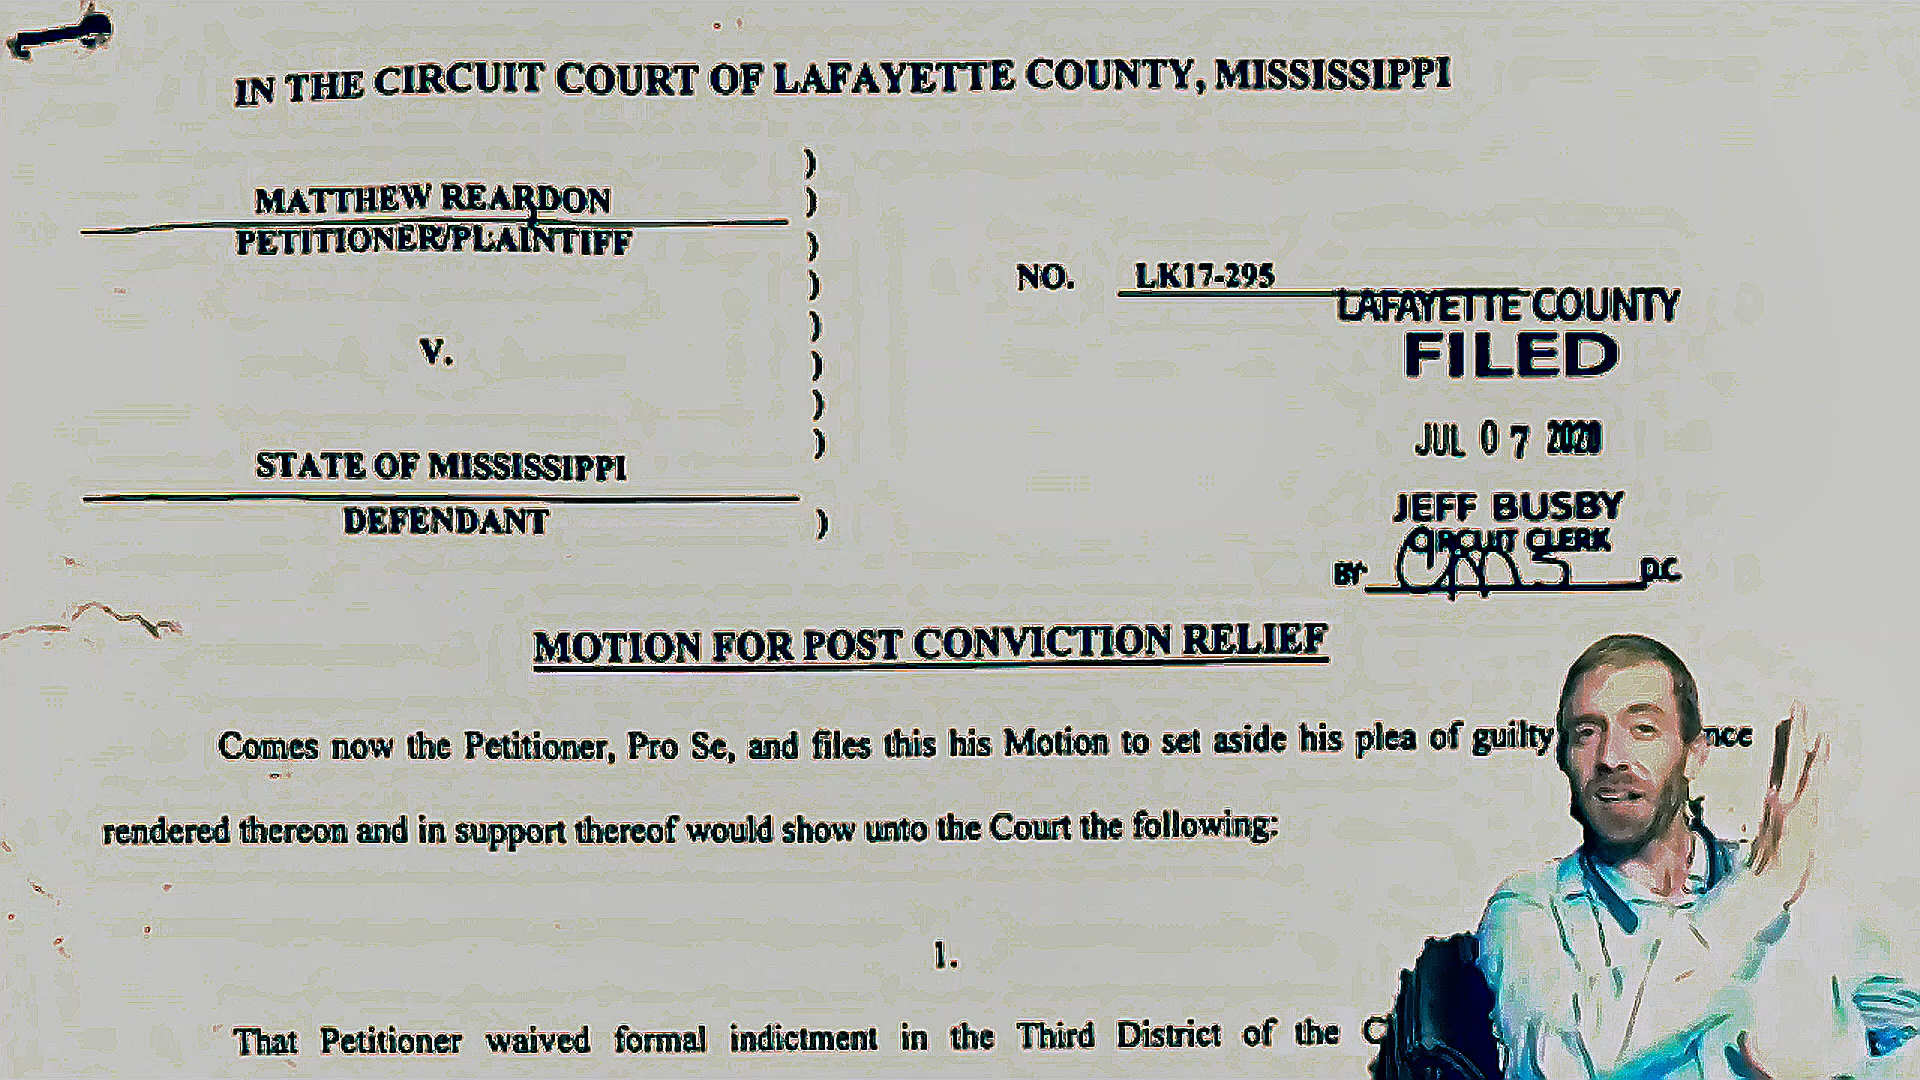 IN THE CIRCUIT COURT OF LAFAYETTE COUNTY, MISSISSIPPI
MATTHEW REARDON
PETITIONER/PLAINTIFF
V.
STATE OF MISSISSIPPI
DEFENDANT
)
)
)
)
)
)
)
)
)
NO. LK17-295
LAFAYETTE COUNTY
FILED
JUL 07 2020
JEFF BUSBY
CIRCUIT CLERK
BY D.C.
MOTION FOR POST CONVICTION RELIEF
Comes now the Petitioner, Pro Se, and files this his Motion to set aside his plea of guilty
rendered thereon and in support thereof would show unto the Court the following:
1.
That Petitioner waived formal indictment in the Third District of the